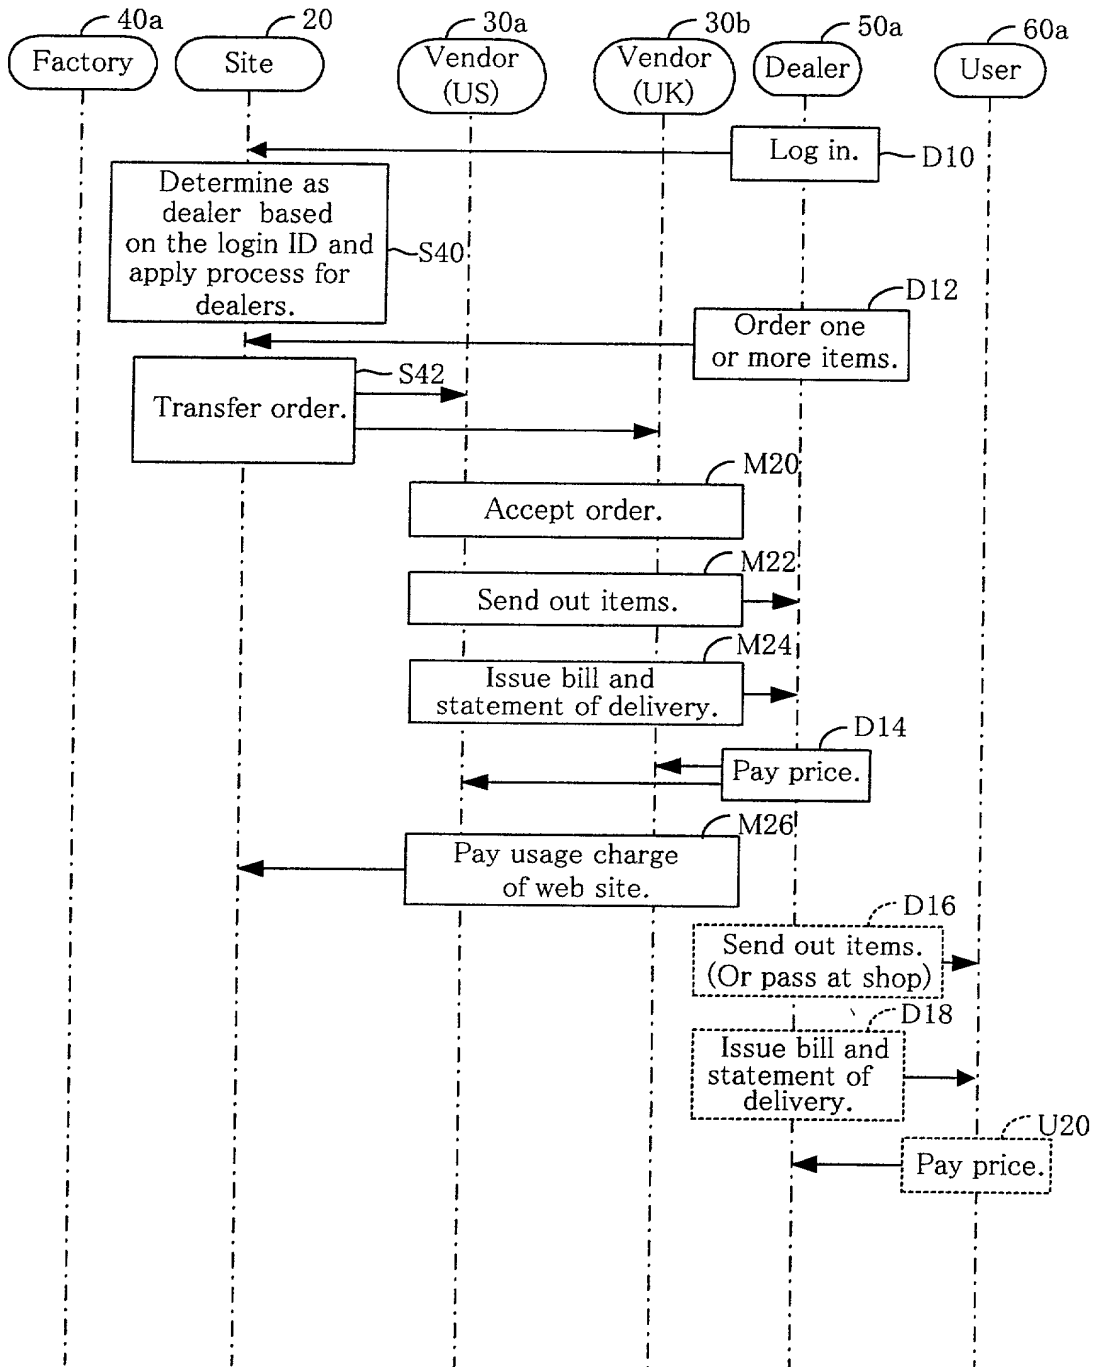 40a
20
30a
30b
50a
60a
Factory
Site
Vendor
(US)
Vendor
(UK)
Dealer
User
Log in.
D10
Determine as
dealer based
on the login ID and
apply process for
dealers.
S40
D12
Order one
or more items.
S42
Transfer order.
M20
Accept order.
M22
Send out items.
M24
Issue bill and
statement of delivery.
D14
Pay price.
M26
Pay usage charge
of web site.
D16
Send out items.
(Or pass at shop)
D18
Issue bill and
statement of
delivery.
U20
Pay price.